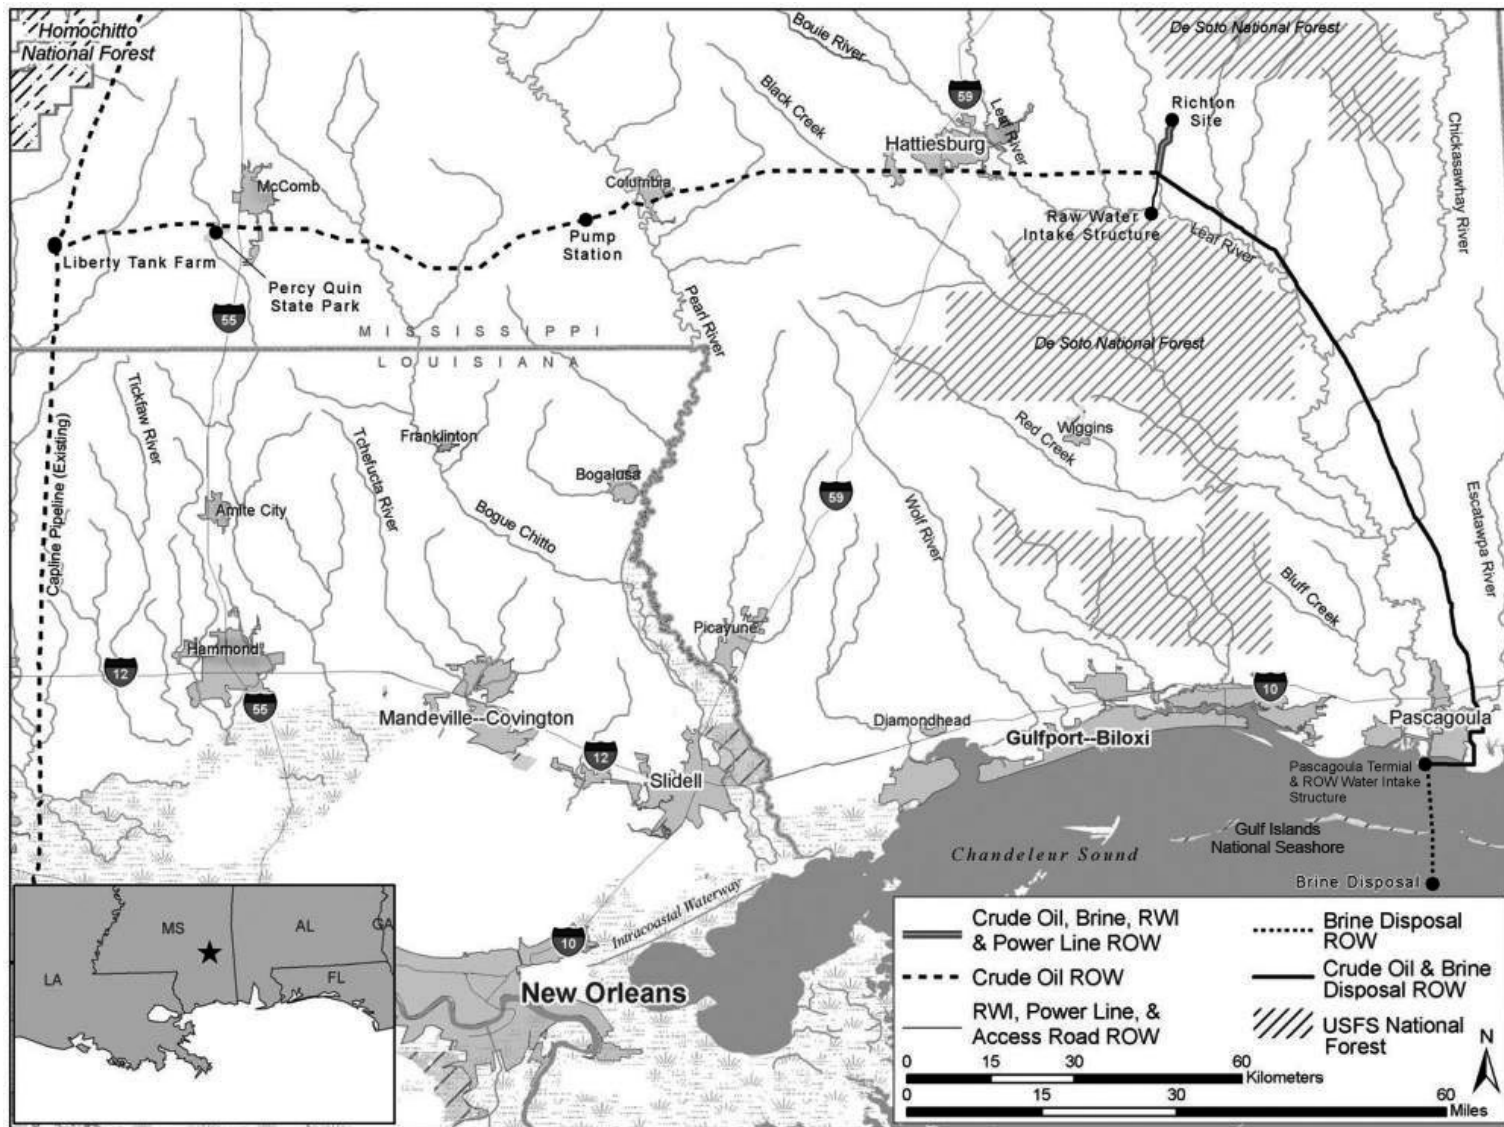 Homochitto
National Forest
Bouie River
De Soto National Forest
Black Creek
59
Leaf River
Richton
Site
Chickasawhay River
Hattiesburg
McComb
Columbia
Raw Water
Intake Structure
Leaf River
Liberty Tank Farm
Pump
Station
Percy Quin
State Park
55
Pearl River
MISSISSIPPI
LOUISIANA
De Soto National Forest
Capline Pipeline (Existing)
Tickfaw River
Tchefucta River
Franklinton
Red Creek
Wiggins
Bogalusa
59
Wolf River
Escatawpa River
Amite City
Bogue Chitto
Bluff Creek
Picayune
Hammond
12
55
10
Mandeville--Covington
Diamondhead
Pascagoula
Gulfport--Biloxi
12
Slidell
Pascagoula Termial
& ROW Water Intake
Structure
Gulf Islands
National Seashore
Chandeleur Sound
Brine Disposal
Intracoastal Waterway
10
New Orleans
MS
AL
GA
LA
FL
Crude Oil, Brine, RWI
& Power Line ROW
Crude Oil ROW
RWI, Power Line, &
Access Road ROW
Brine Disposal
ROW
Crude Oil & Brine
Disposal ROW
USFS National
Forest
N
0 15 30 60
Kilometers
0 15 30 60
Miles